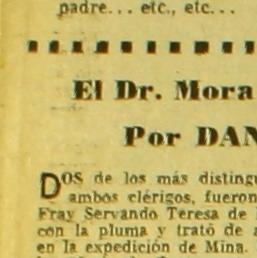 padre... etc., etc...
El Dr. Mora
Por DAN
DOS de los más distingu
ambos clérigos, fueron
Fray Servando Teresa de
con la pluma y trató de a
en la expedición de Mina.